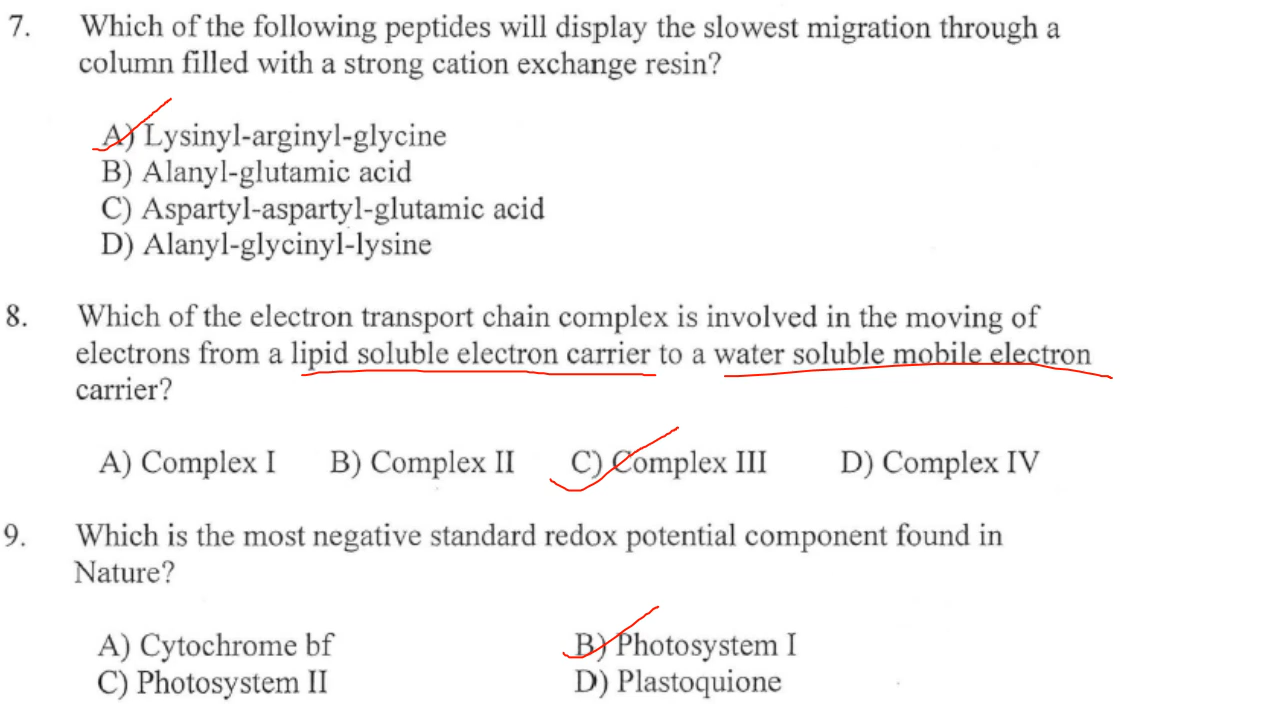 7. Which of the following peptides will display the slowest migration through a
column filled with a strong cation exchange resin?
A) Lysinyl-arginyl-glycine
B) Alanyl-glutamic acid
C) Aspartyl-aspartyl-glutamic acid
D) Alanyl-glycinyl-lysine
8. Which of the electron transport chain complex is involved in the moving of
electrons from a lipid soluble electron carrier to a water soluble mobile electron
carrier?
A) Complex I B) Complex II C) Complex III D) Complex IV
9. Which is the most negative standard redox potential component found in
Nature?
A) Cytochrome bf B) Photosystem I
C) Photosystem II D) Plastoquione